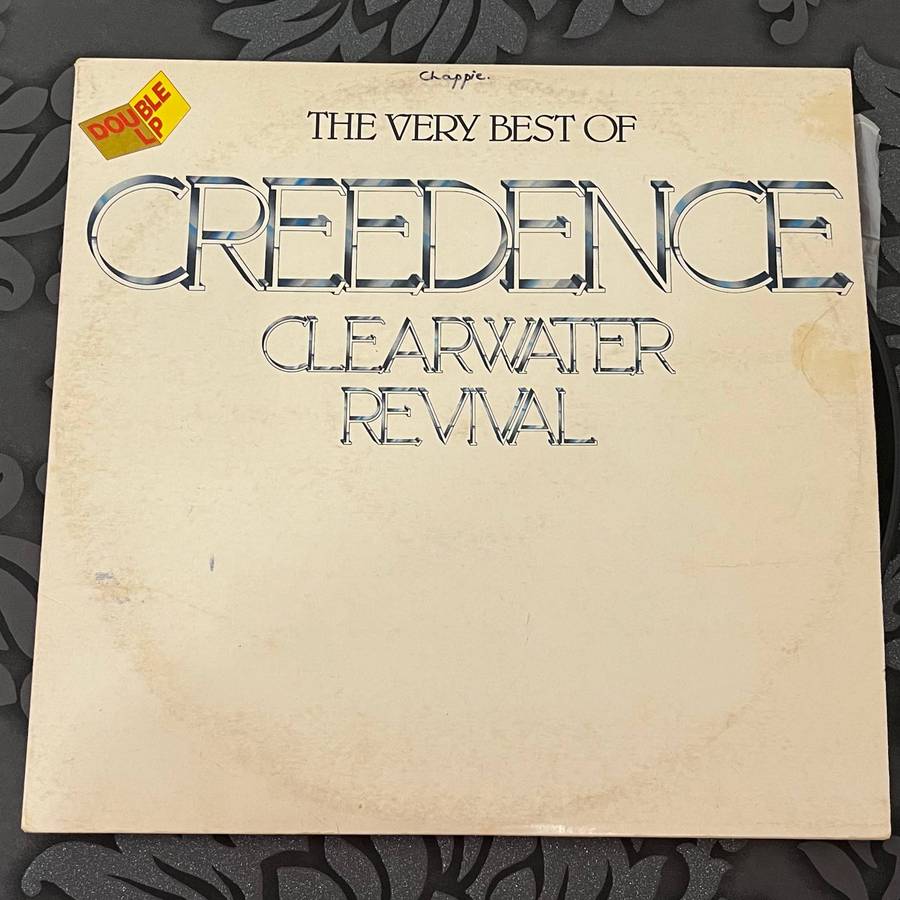 Chappie.
DOUBLE
LP
THE VERY BEST OF
CREEDENCE
CLEARWATER
REVIVAL